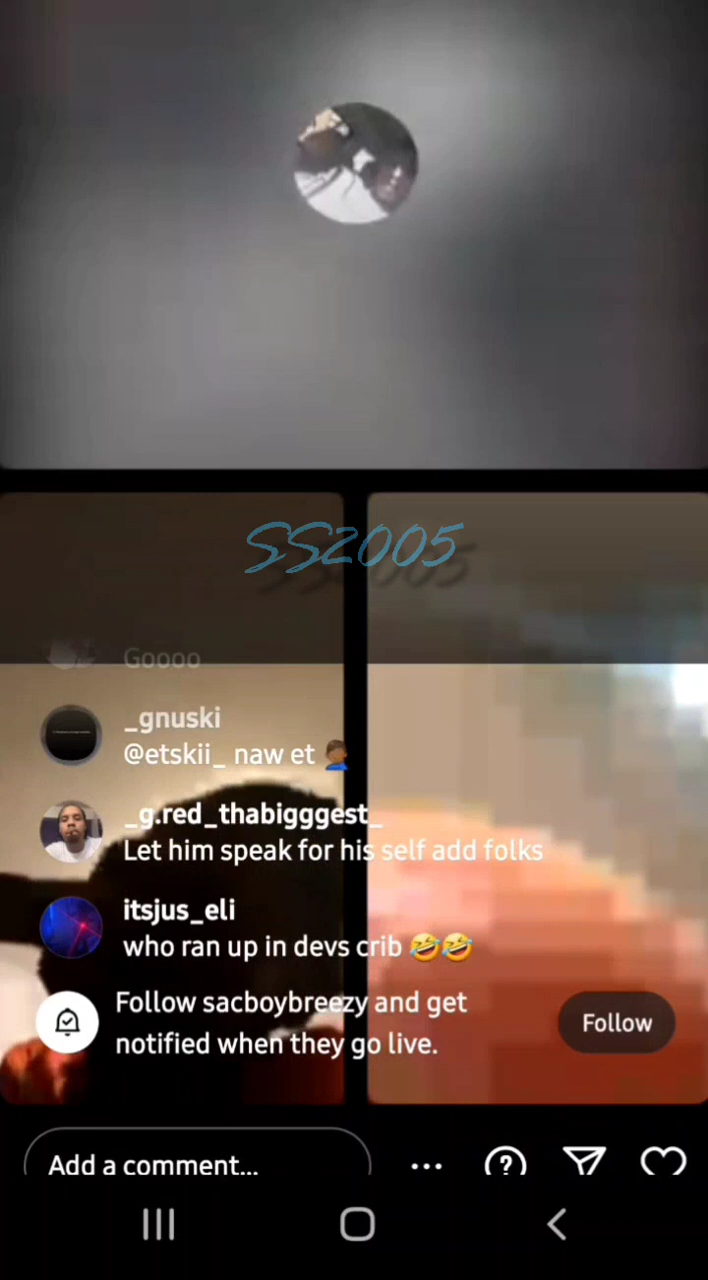 SS2005
Goooo
_gnuski
@etskii_ naw et 🤦🏾
_g.red_thabigggest_
Let him speak for his self add folks
itsjus_eli
who ran up in devs crib 🤣🤣
Follow sacboybreezy and get
notified when they go live.
Follow
Add a comment...